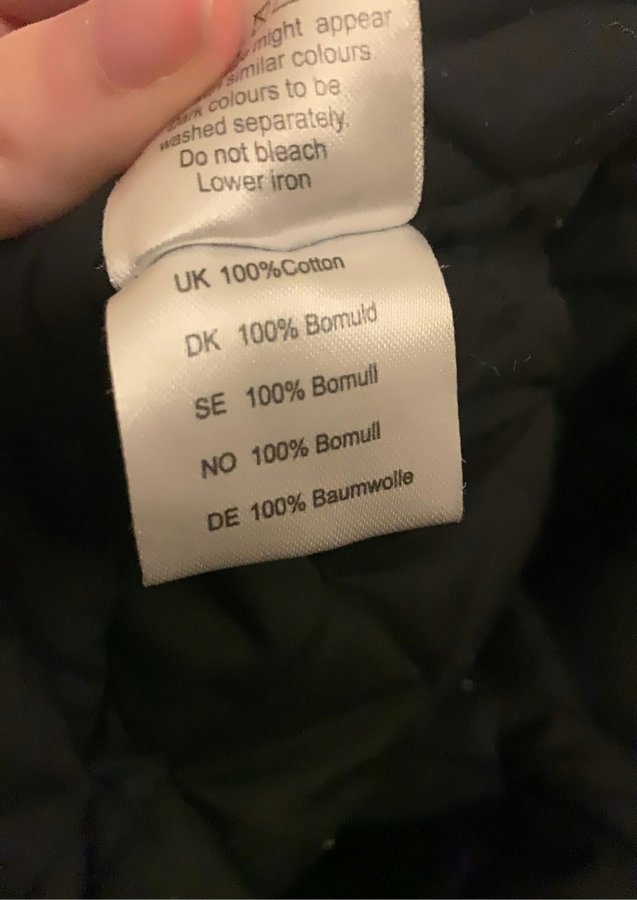 might appear
similar colours
Dark colours to be
washed separately.
Do not bleach
Lower iron
UK 100%Cotton
DK 100% Bomuld
SE 100% Bomull
NO 100% Bomull
DE 100% Baumwolle